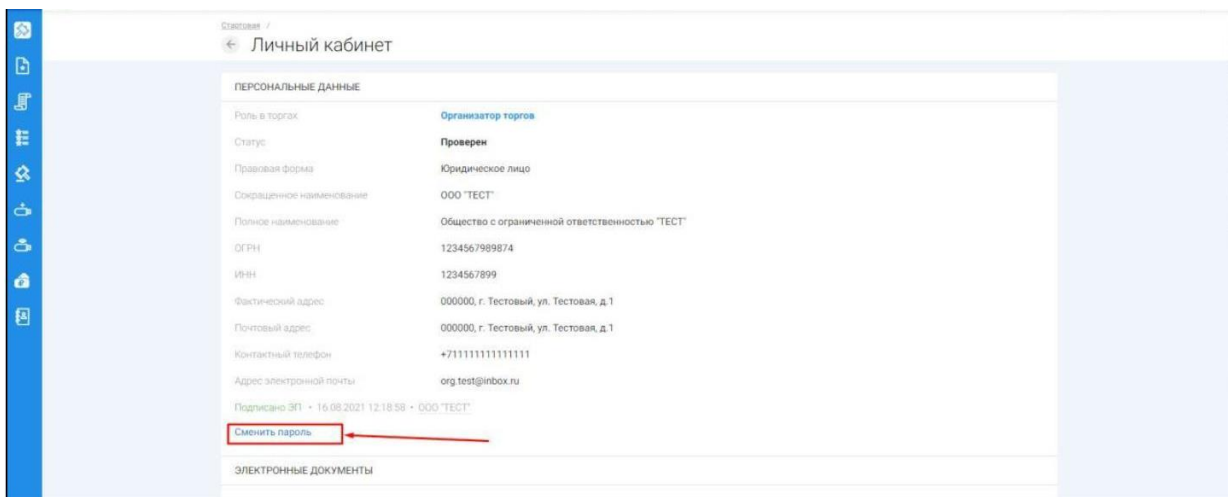 Стартовая /
Личный кабинет
ПЕРСОНАЛЬНЫЕ ДАННЫЕ
Роль в торгах Организатор торгов
Статус Проверен
Правовая форма Юридическое лицо
Сокращенное наименование ООО "ТЕСТ"
Полное наименование Общество с ограниченной ответственностью "ТЕСТ"
ОГРН 1234567989874
ИНН 1234567899
Фактический адрес 000000, г. Тестовый, ул. Тестовая, д.1
Почтовый адрес 000000, г. Тестовый, ул. Тестовая, д.1
Контактный телефон +711111111111111
Адрес электронной почты org.test@inbox.ru
Подписано ЭП • 16.08.2021 12:18:58 • ООО "ТЕСТ"
Сменить пароль
ЭЛЕКТРОННЫЕ ДОКУМЕНТЫ